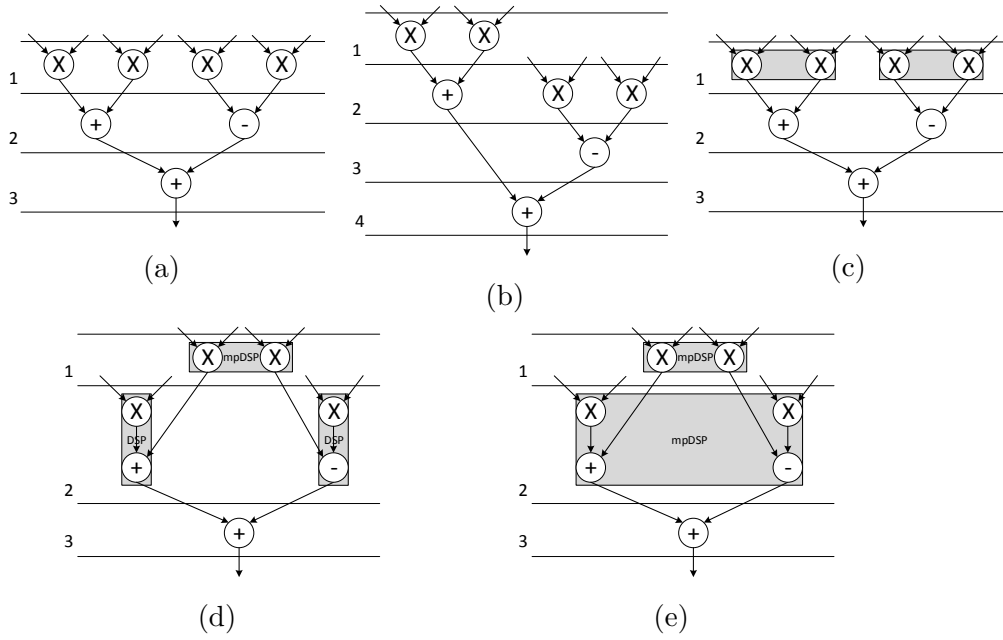 X X X X
1
+ -
2
+
3
(a)
X X
1
+ X X
2
-
3
+
4
(b)
X X X X
1
+ -
2
+
3
(c)
X mpDSP X
1
X X
DSP DSP
+ -
2
+
3
(d)
X mpDSP X
1
X X
mpDSP
+ -
2
+
3
(e)